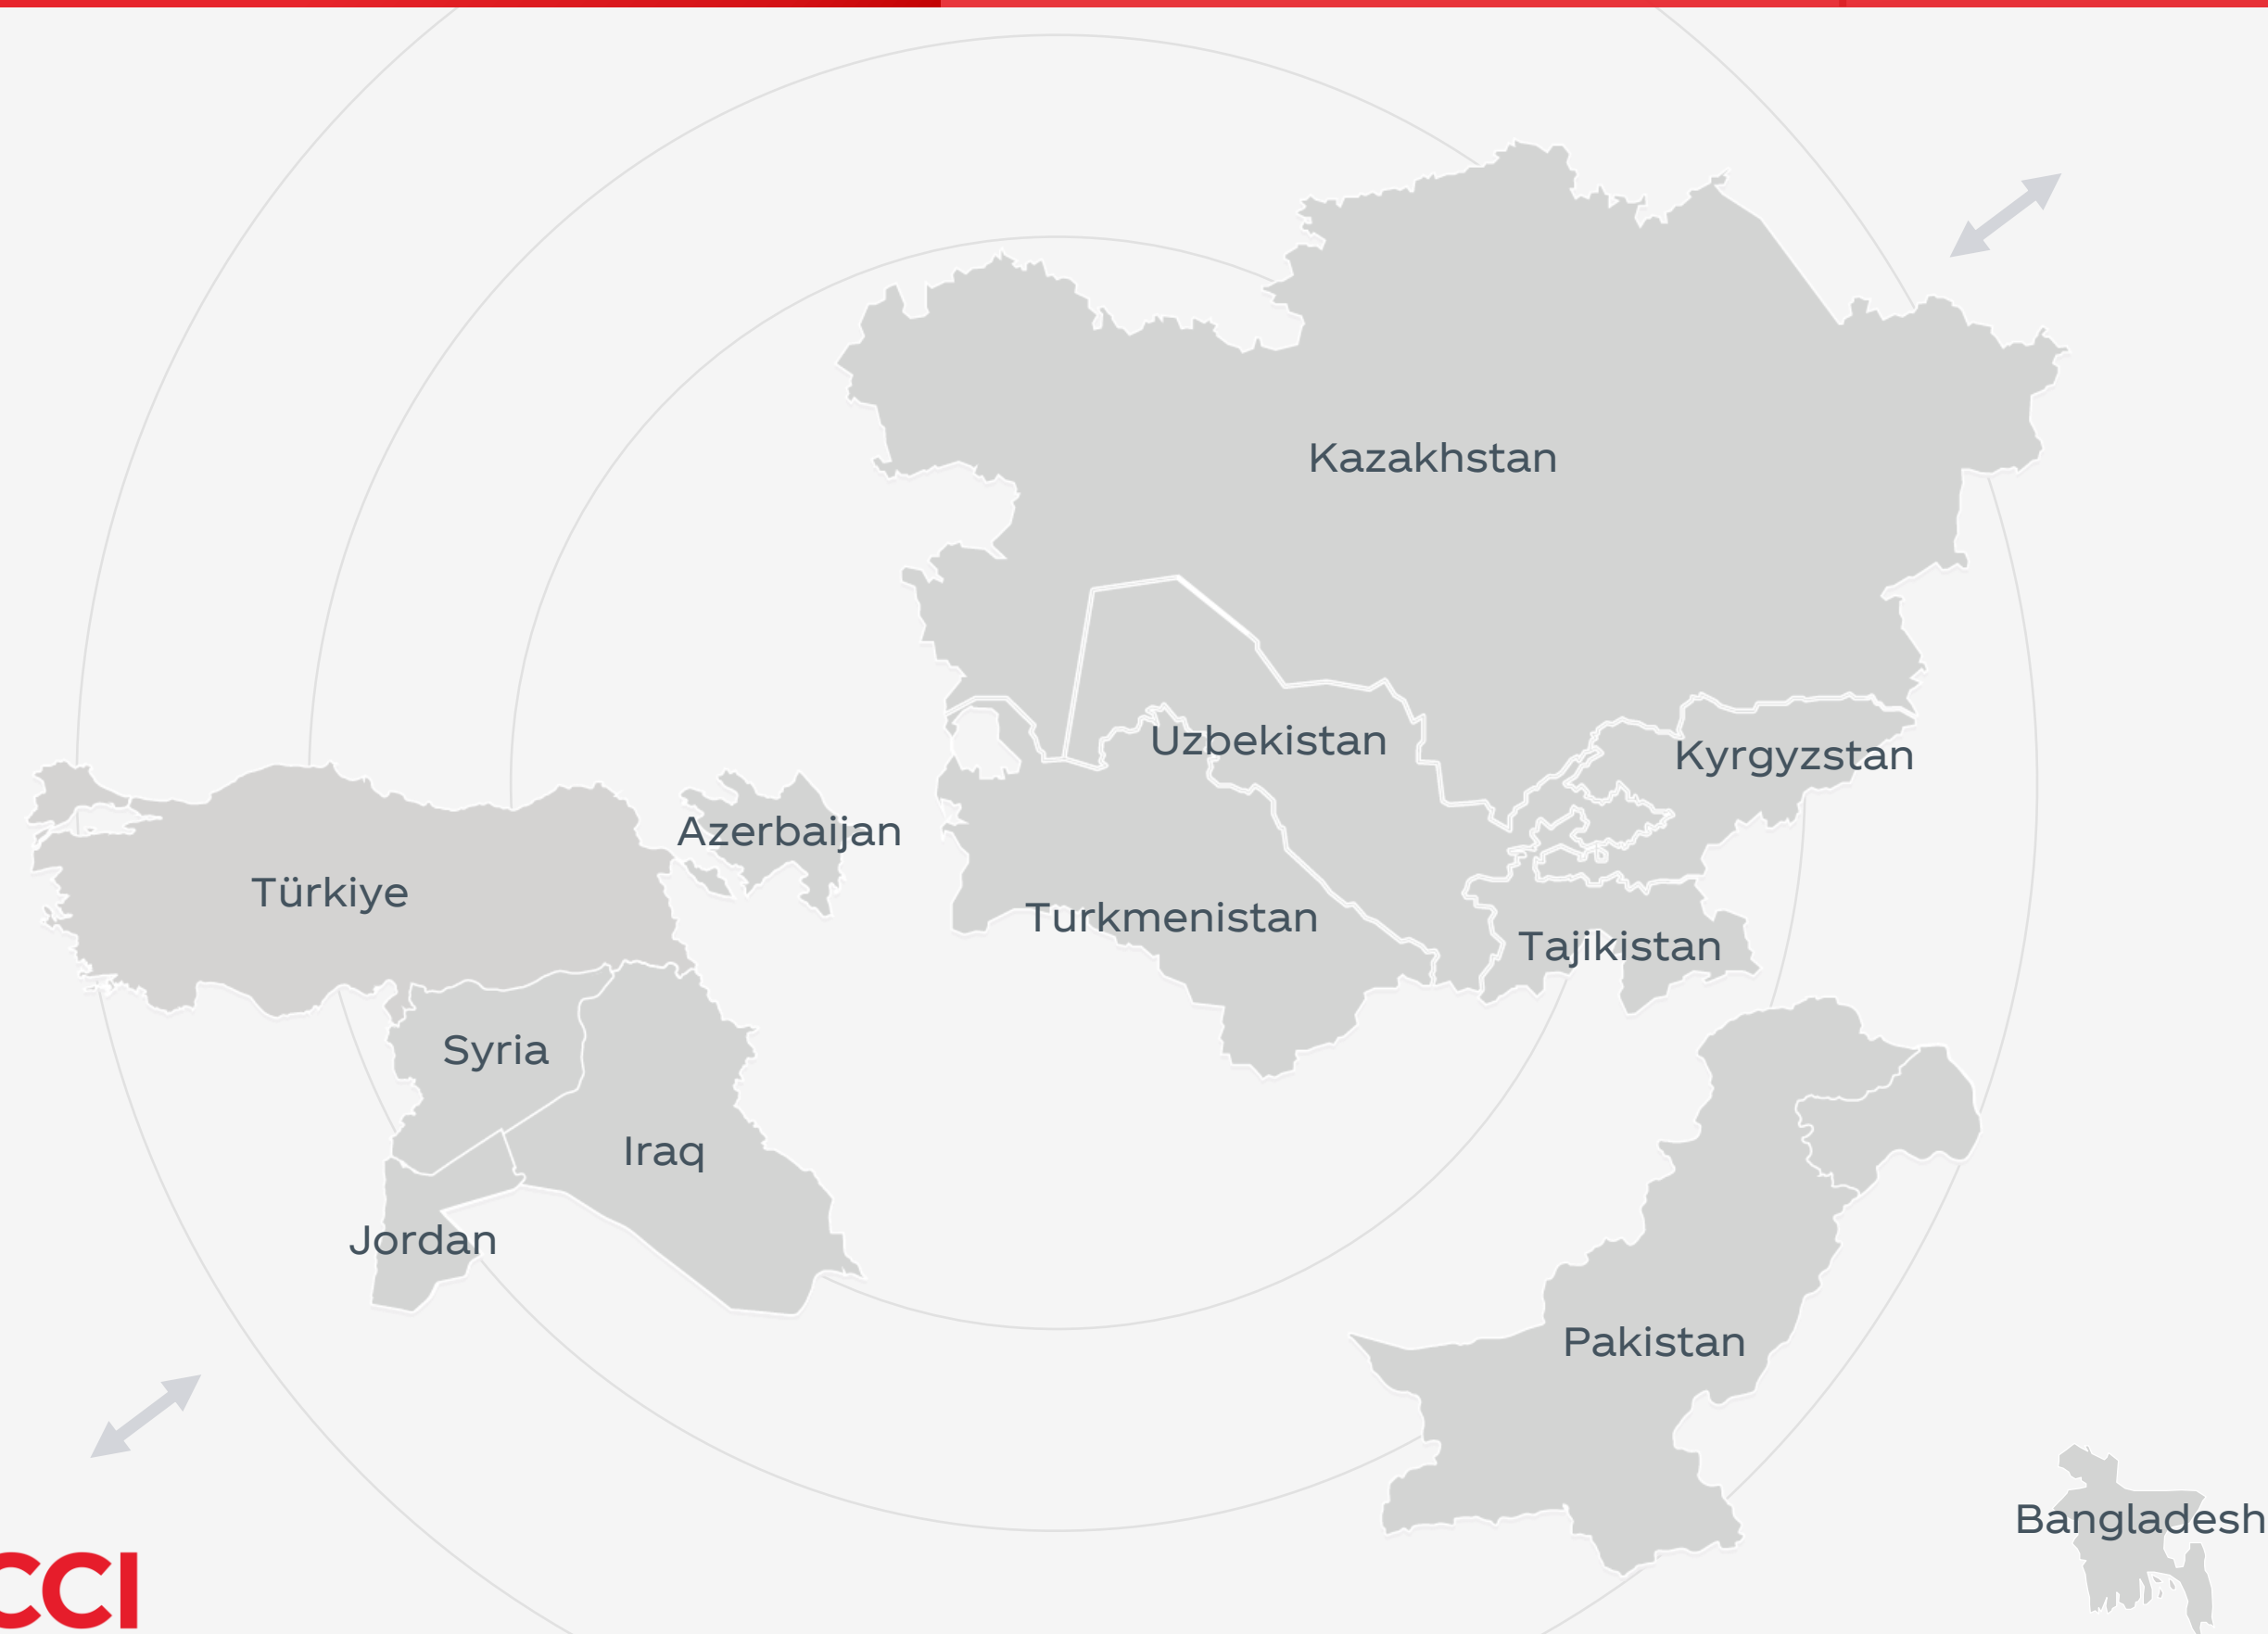 Kazakhstan
Uzbekistan
Kyrgyzstan
Azerbaijan
Türkiye
Turkmenistan
Tajikistan
Syria
Iraq
Jordan
Pakistan
Bangladesh
CCI